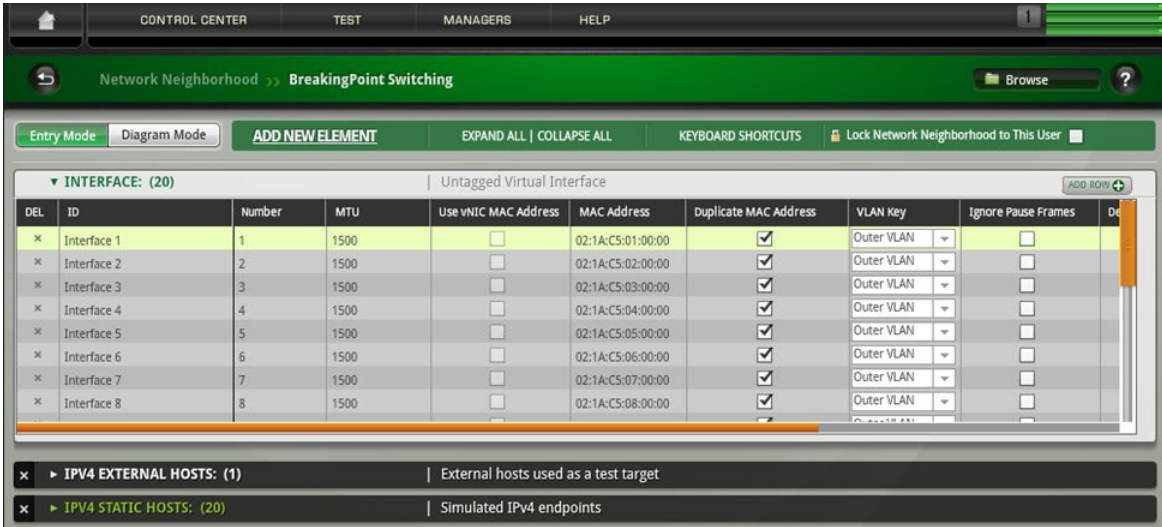 CONTROL CENTER TEST MANAGERS HELP 1
Network Neighborhood >> BreakingPoint Switching Browse ?
Entry Mode Diagram Mode ADD NEW ELEMENT EXPAND ALL | COLLAPSE ALL KEYBOARD SHORTCUTS Lock Network Neighborhood to This User
INTERFACE: (20) | Untagged Virtual Interface ADD ROW
DEL ID Number MTU Use vNIC MAC Address MAC Address Duplicate MAC Address VLAN Key Ignore Pause Frames De
× Interface 1 1 1500 02:1A:C5:01:00:00 Outer VLAN
× Interface 2 2 1500 02:1A:C5:02:00:00 Outer VLAN
× Interface 3 3 1500 02:1A:C5:03:00:00 Outer VLAN
× Interface 4 4 1500 02:1A:C5:04:00:00 Outer VLAN
× Interface 5 5 1500 02:1A:C5:05:00:00 Outer VLAN
× Interface 6 6 1500 02:1A:C5:06:00:00 Outer VLAN
× Interface 7 7 1500 02:1A:C5:07:00:00 Outer VLAN
× Interface 8 8 1500 02:1A:C5:08:00:00 Outer VLAN
× IPV4 EXTERNAL HOSTS: (1) | External hosts used as a test target
× IPV4 STATIC HOSTS: (20) | Simulated IPv4 endpoints